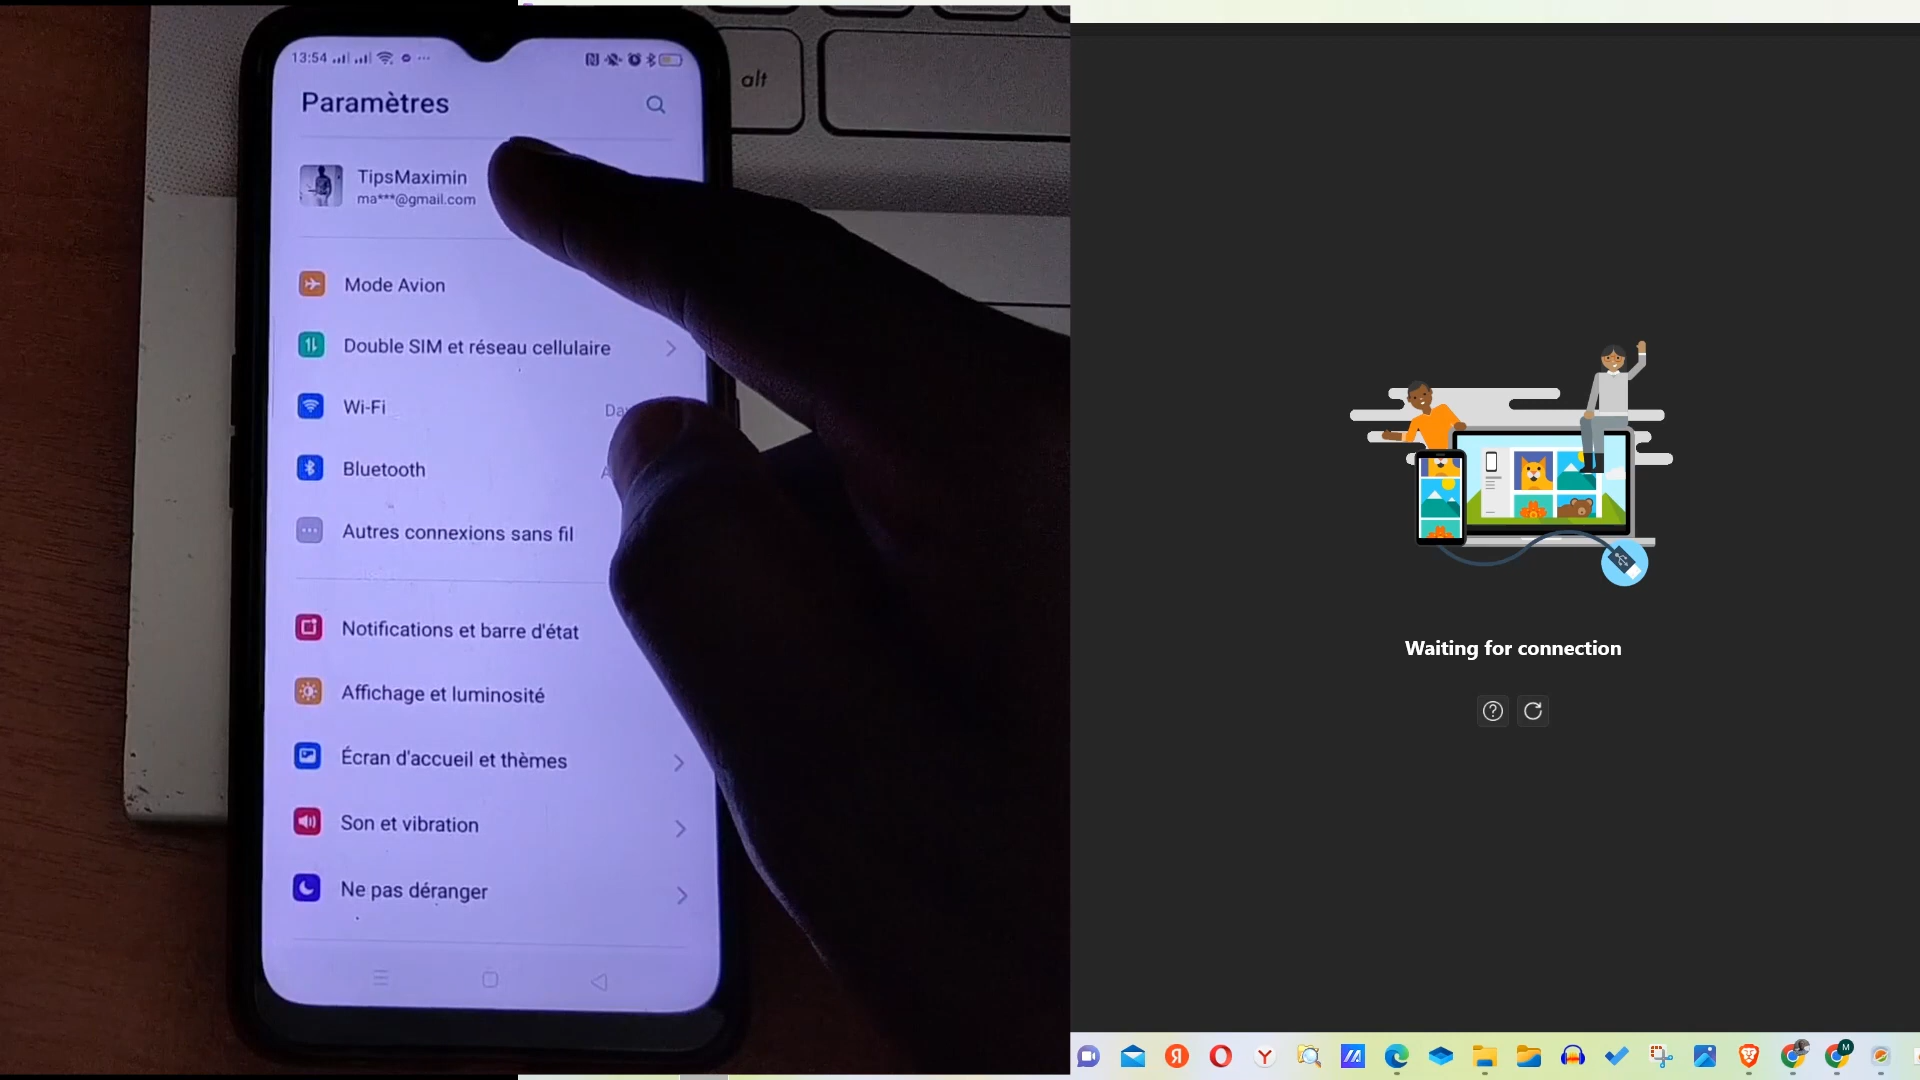 13:54
Paramètres
TipsMaximin
ma***@gmail.com
Mode Avion
Double SIM et réseau cellulaire
Wi-Fi
Bluetooth
Autres connexions sans fil
Notifications et barre d'état
Affichage et luminosité
Écran d'accueil et thèmes
Son et vibration
Ne pas déranger
alt
Waiting for connection